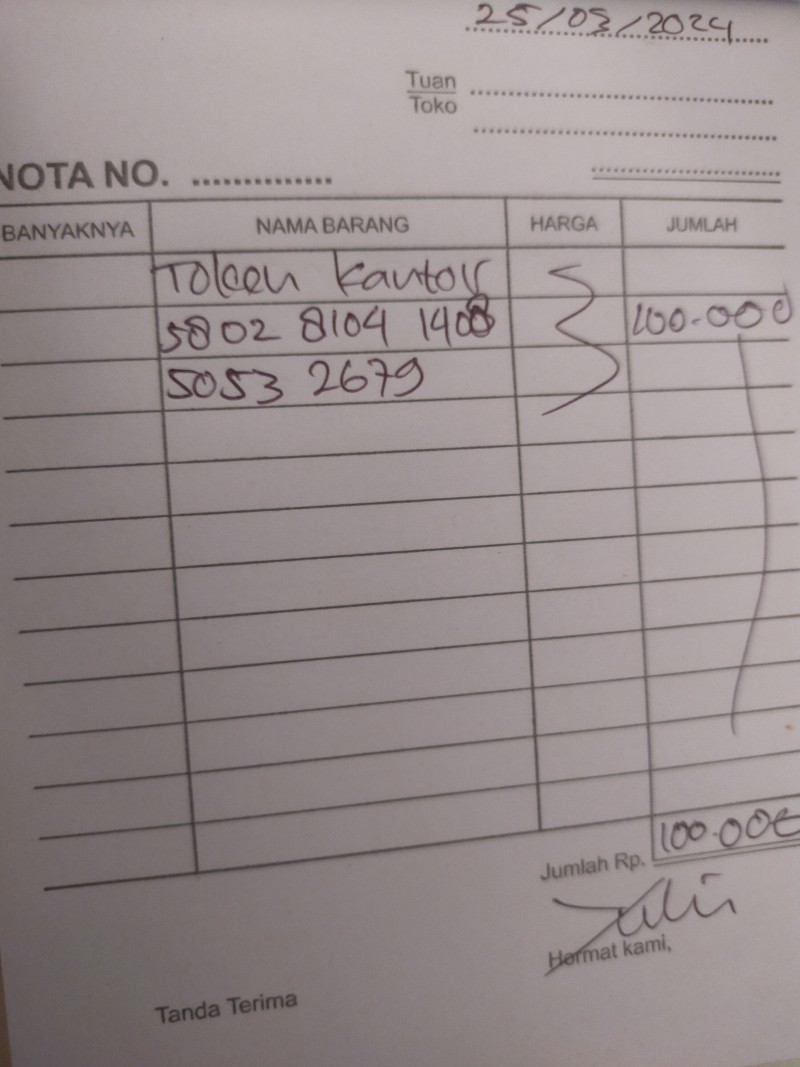 25/03/2024
Tuan
Toko
NOTA NO.
BANYAKNYA NAMA BARANG HARGA JUMLAH
Token Kantor
5802 8104 1408 100.000
5053 2679
Jumlah Rp. 100.000
Hormat kami,
Tanda Terima